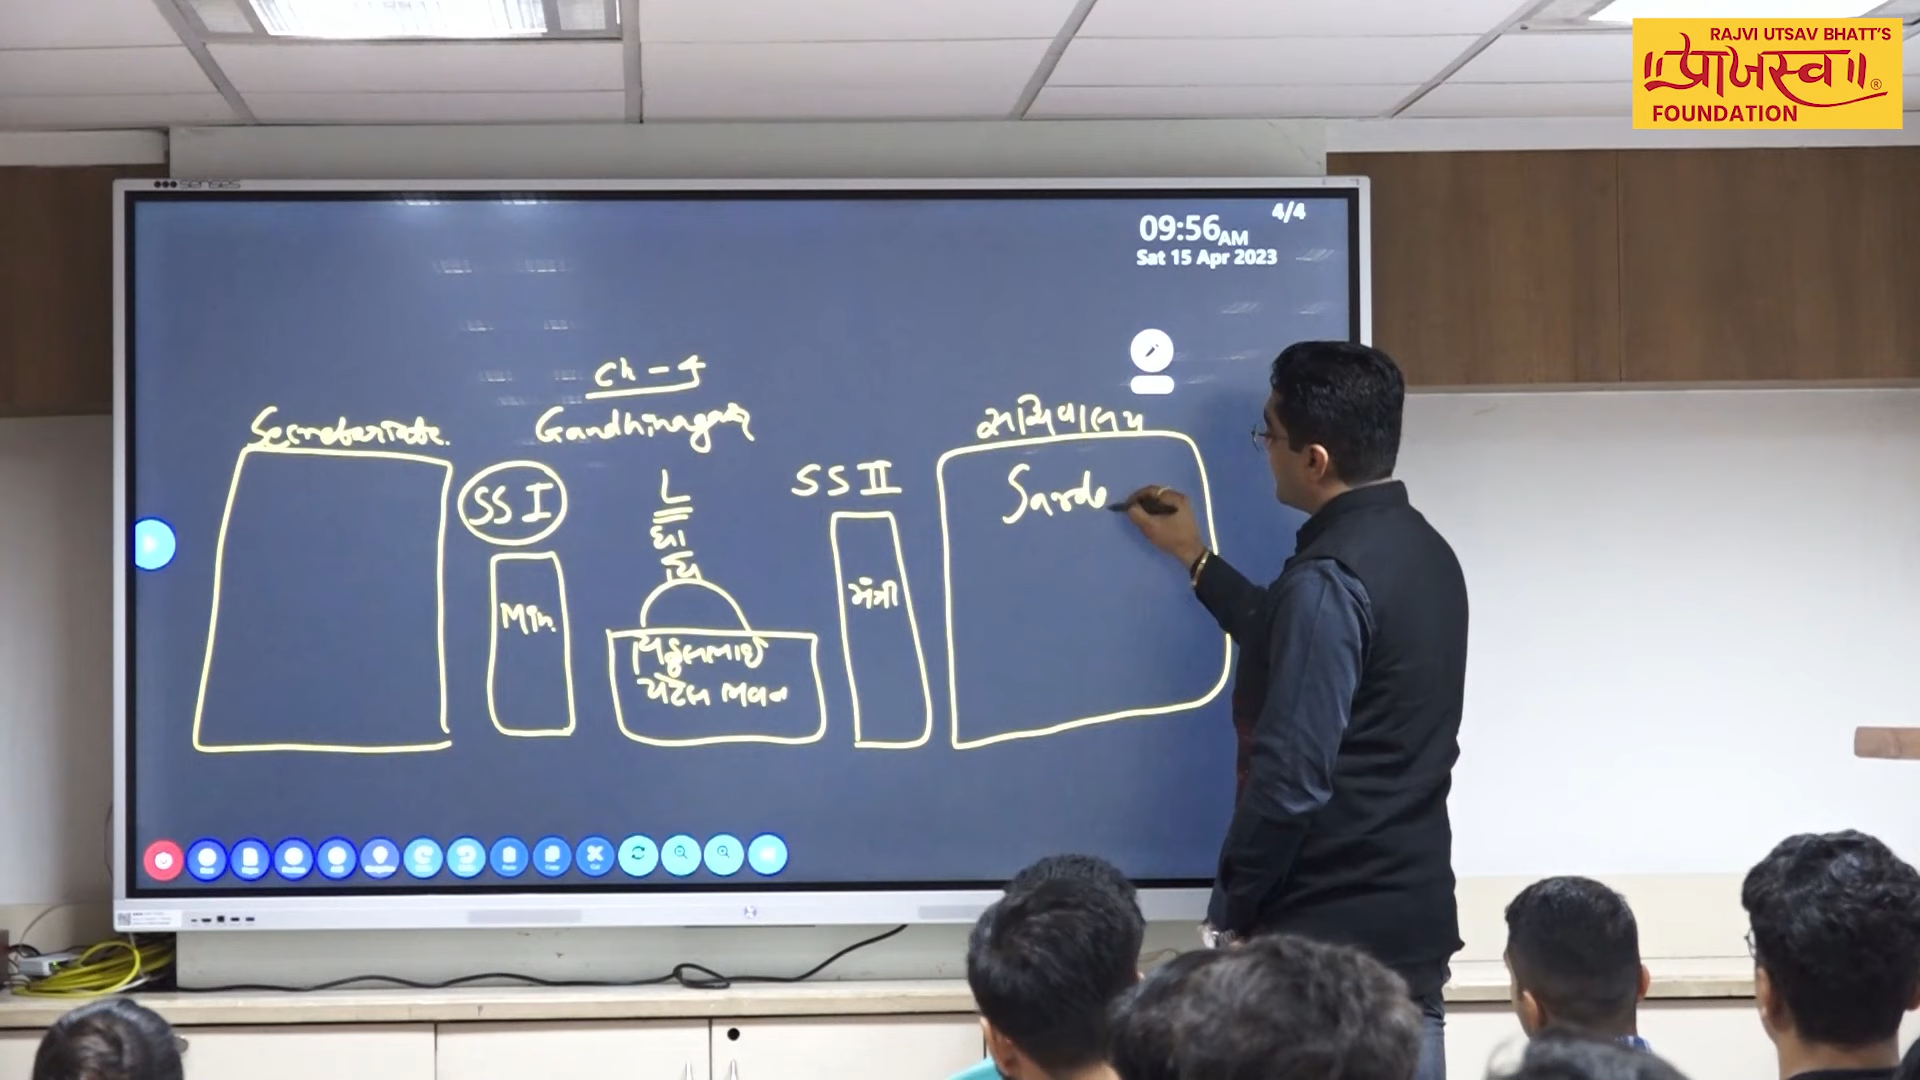 RAJVI UTSAV BHATT'S
॥प्राजस्व॥®
FOUNDATION
4/4
09:56AM
Sat 15 Apr 2023
Ch-4
Gandhinagar
Secretariate.
SS I
Min.
L
ધા
વિઠ્ઠલભાઈ
પટેલ ભવન
SS II
મંત્રી
સચિવાલય
Sarda